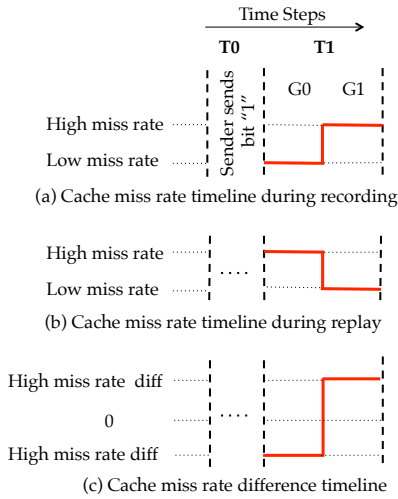 Time Steps
T0 T1
Sender sends
bit “1”
G0 G1
High miss rate
Low miss rate
(a) Cache miss rate timeline during recording
High miss rate
. . . .
Low miss rate
(b) Cache miss rate timeline during replay
High miss rate diff
. . . .
0
High miss rate diff
(c) Cache miss rate difference timeline